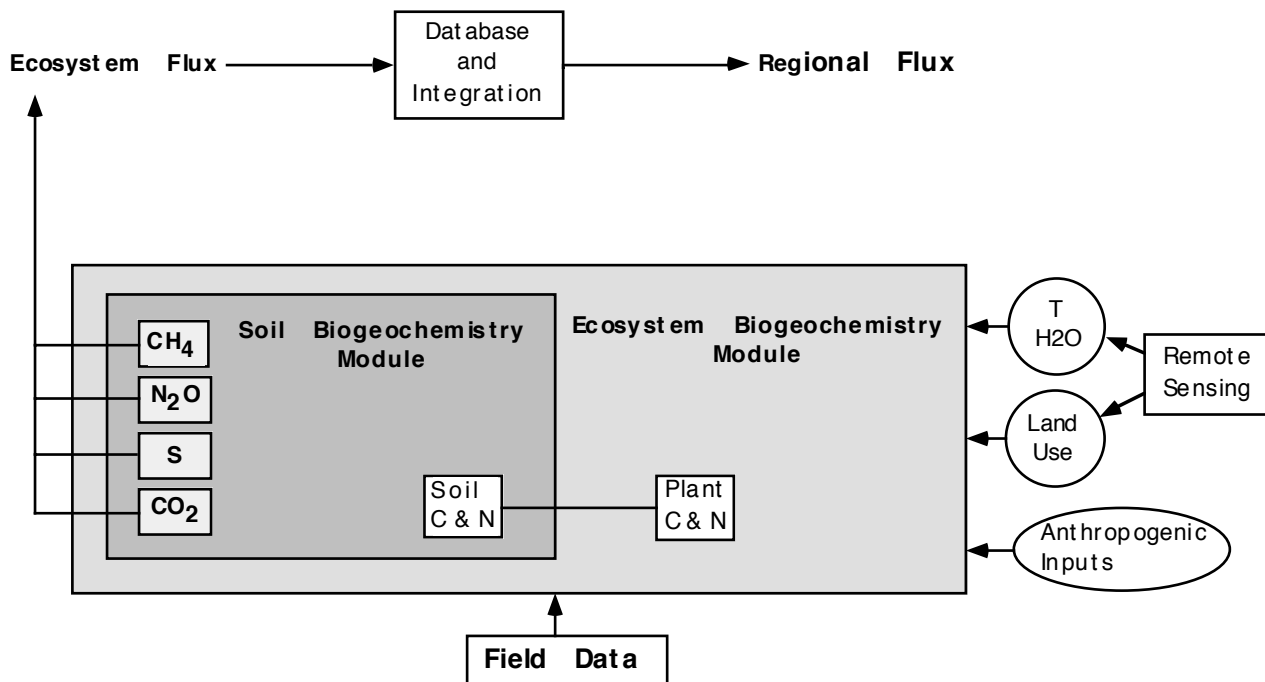 Ecosystem Flux
Database
and
Integration
Regional Flux
Soil Biogeochemistry
Module
Ecosystem Biogeochemistry
Module
CH4
N2O
S
CO2
Soil
C & N
Plant
C & N
T
H2O
Land
Use
Remote
Sensing
Anthropogenic
Inputs
Field Data